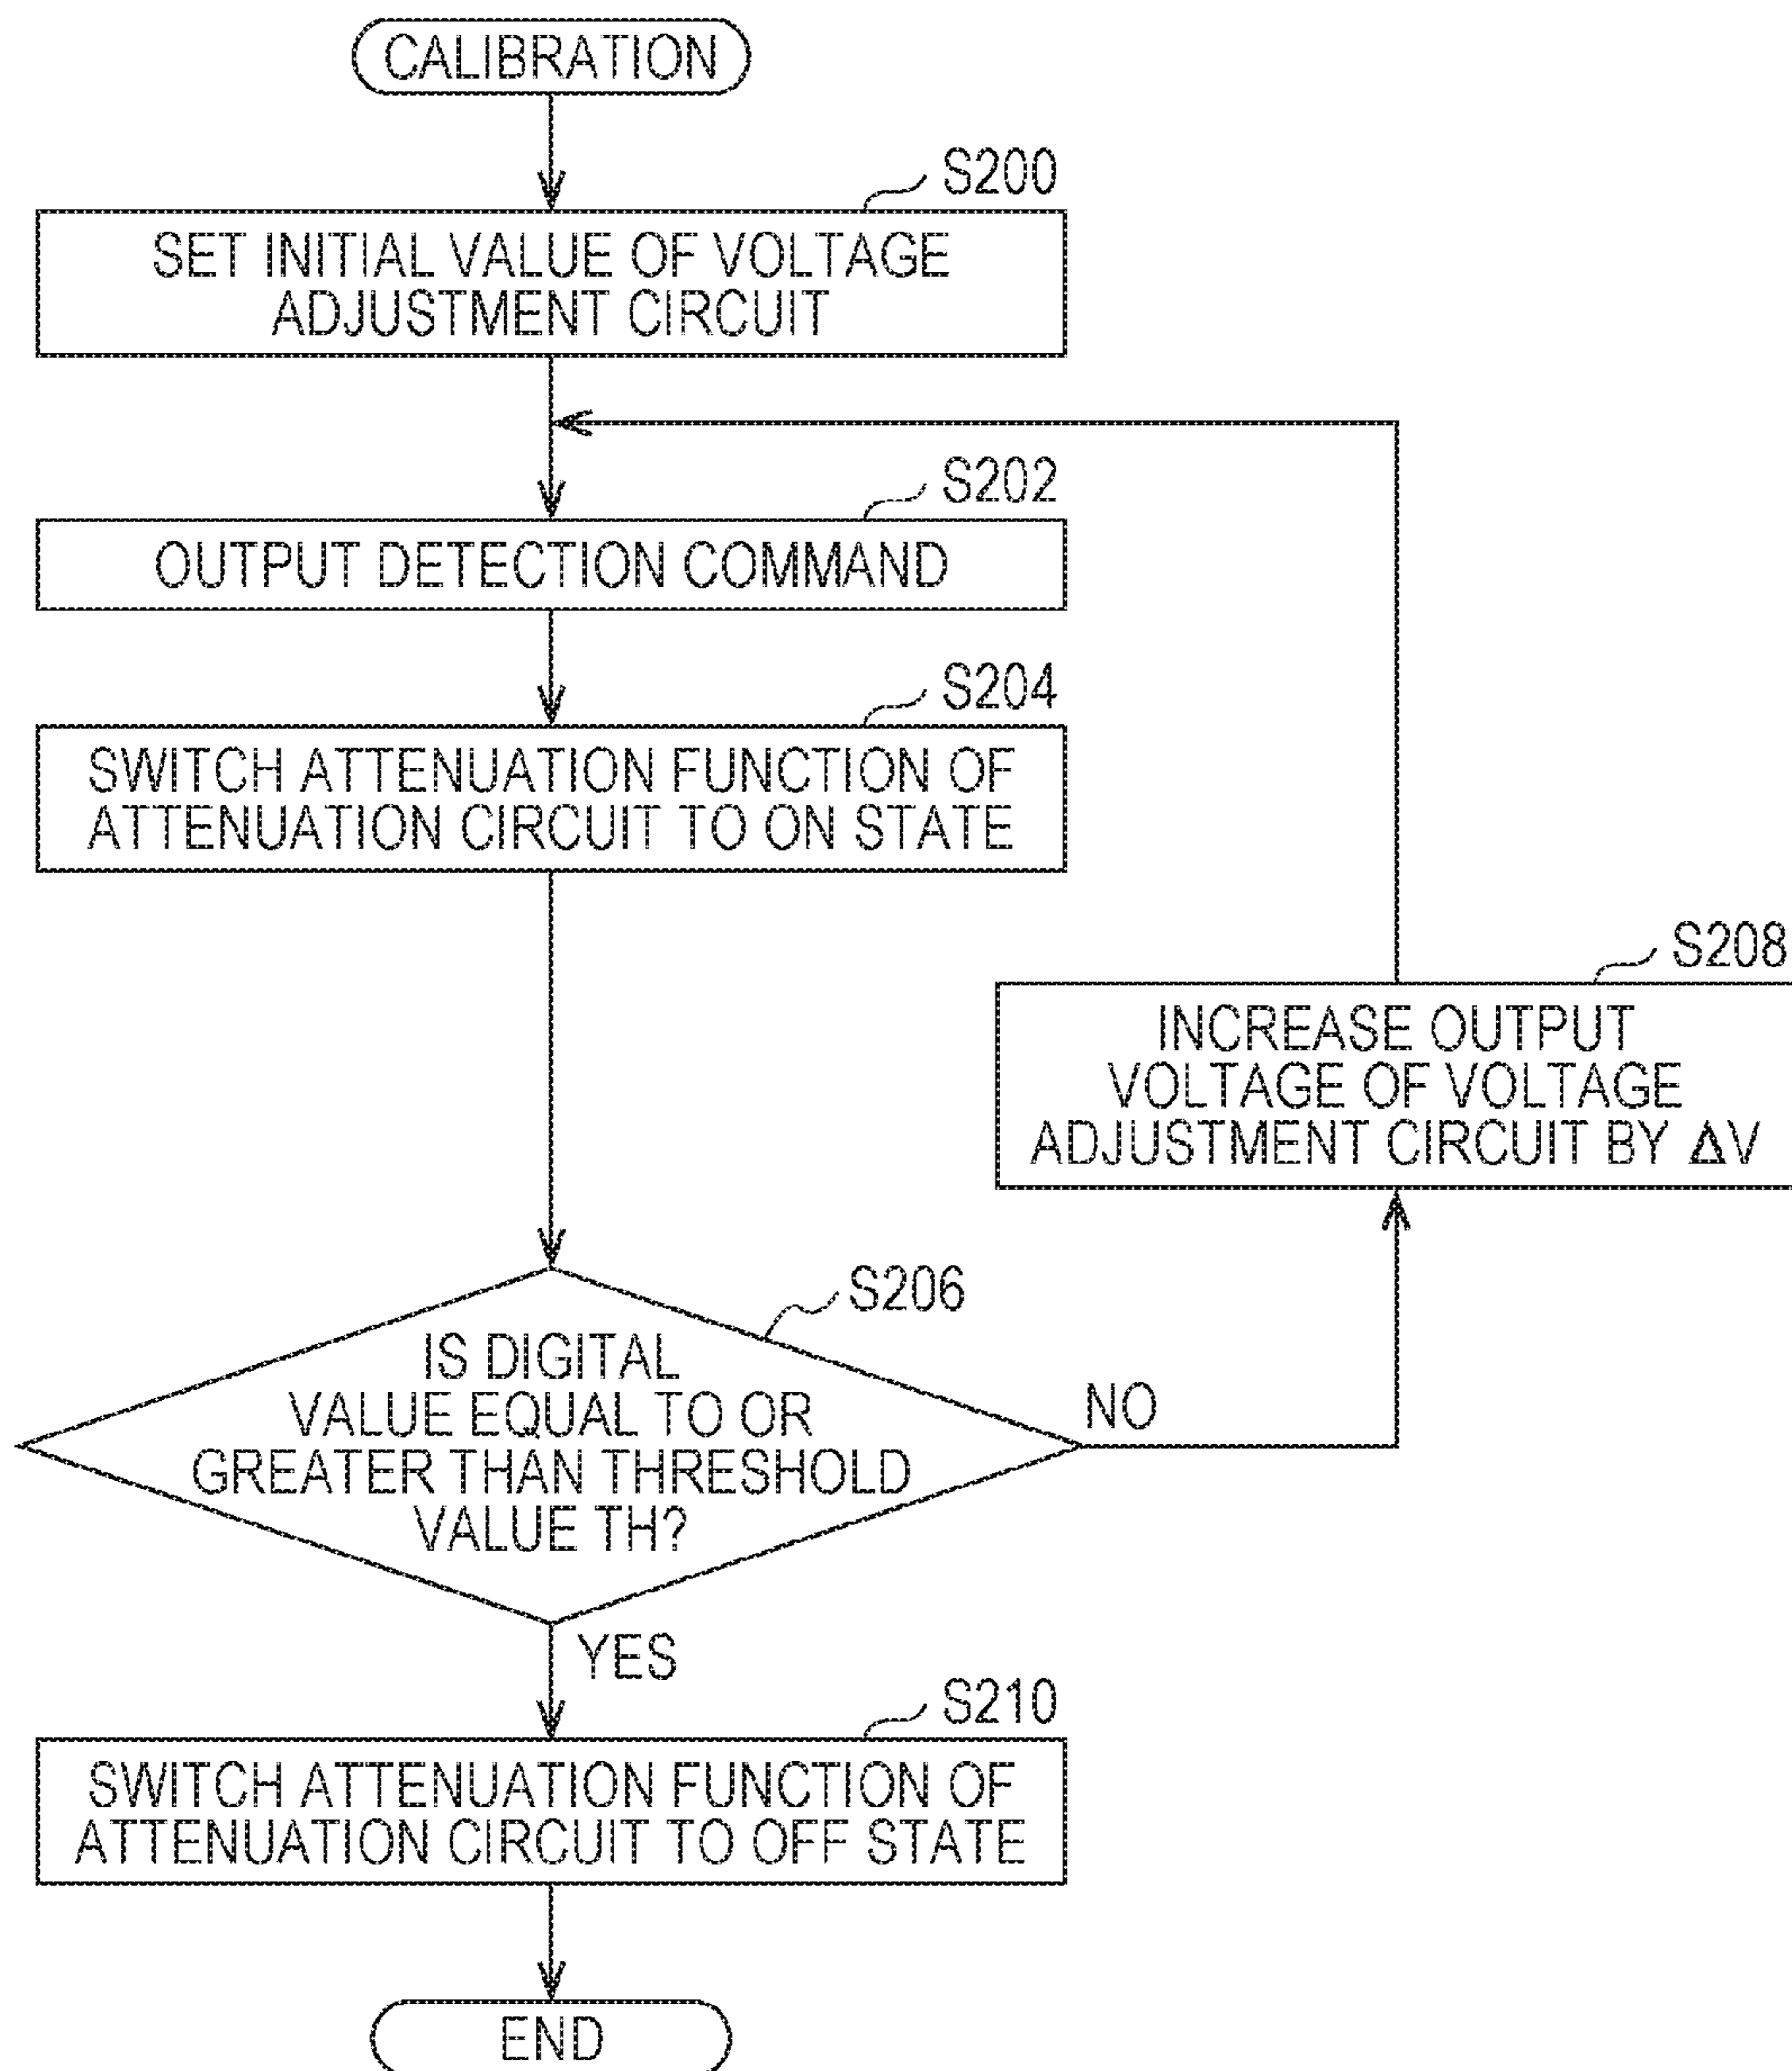 CALIBRATION
S200
SET INITIAL VALUE OF VOLTAGE
ADJUSTMENT CIRCUIT
S202
OUTPUT DETECTION COMMAND
S204
SWITCH ATTENUATION FUNCTION OF
ATTENUATION CIRCUIT TO ON STATE
S208
INCREASE OUTPUT
VOLTAGE OF VOLTAGE
ADJUSTMENT CIRCUIT BY ΔV
S206
IS DIGITAL
VALUE EQUAL TO OR
GREATER THAN THRESHOLD
VALUE TH?
NO
YES
S210
SWITCH ATTENUATION FUNCTION OF
ATTENUATION CIRCUIT TO OFF STATE
END